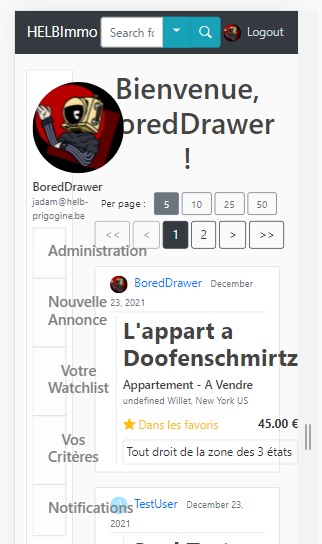 HELBImmo Search fo Logout
Bienvenue,
oredDrawer
!
BoredDrawer
jadam@helb-
prigogine.be
Per page : 5 10 25 50
<< < 1 2 > >>
Administration
Nouvelle
Annonce
Votre
Watchlist
Vos
Critères
Notifications
BoredDrawer December
23, 2021
L'appart a
Doofenschmirtz
Appartement - A Vendre
undefined Willet, New York US
Dans les favoris 45.00 €
Tout droit de la zone des 3 états
TestUser December 23,
2021